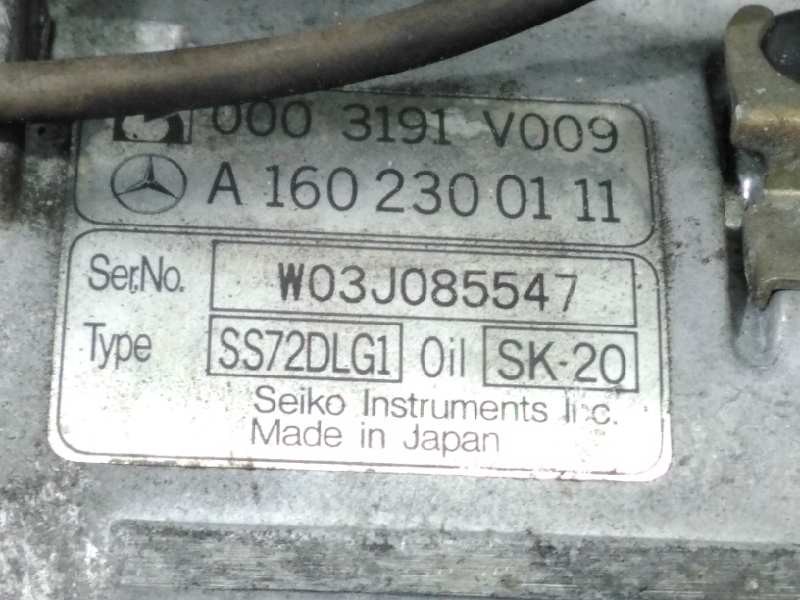 000 3191 V009
A 160 230 01 11
Ser.No. W03J085547
Type SS72DLG1 Oil SK-20
Seiko Instruments Inc.
Made in Japan